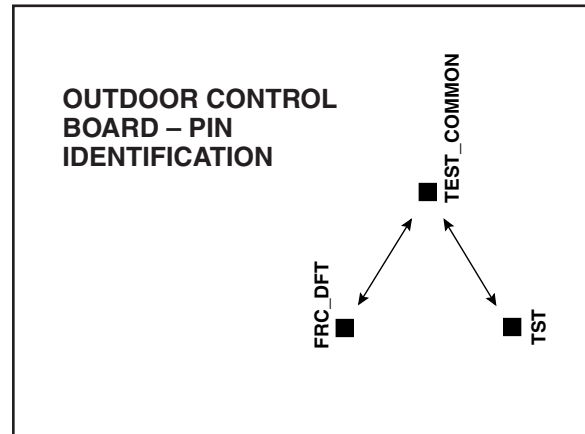 OUTDOOR CONTROL
BOARD – PIN
IDENTIFICATION
TEST_COMMON
FRC_DFT
TST